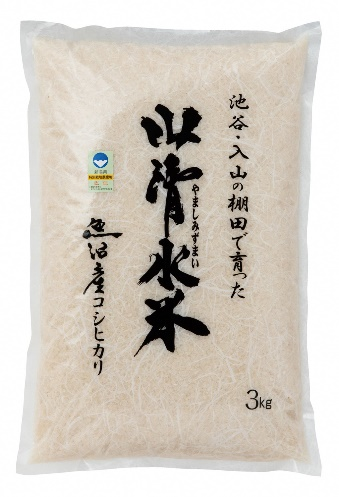 池谷・入山の棚田で育った
山清水米
やましみずまい
魚沼産コシヒカリ
3kg